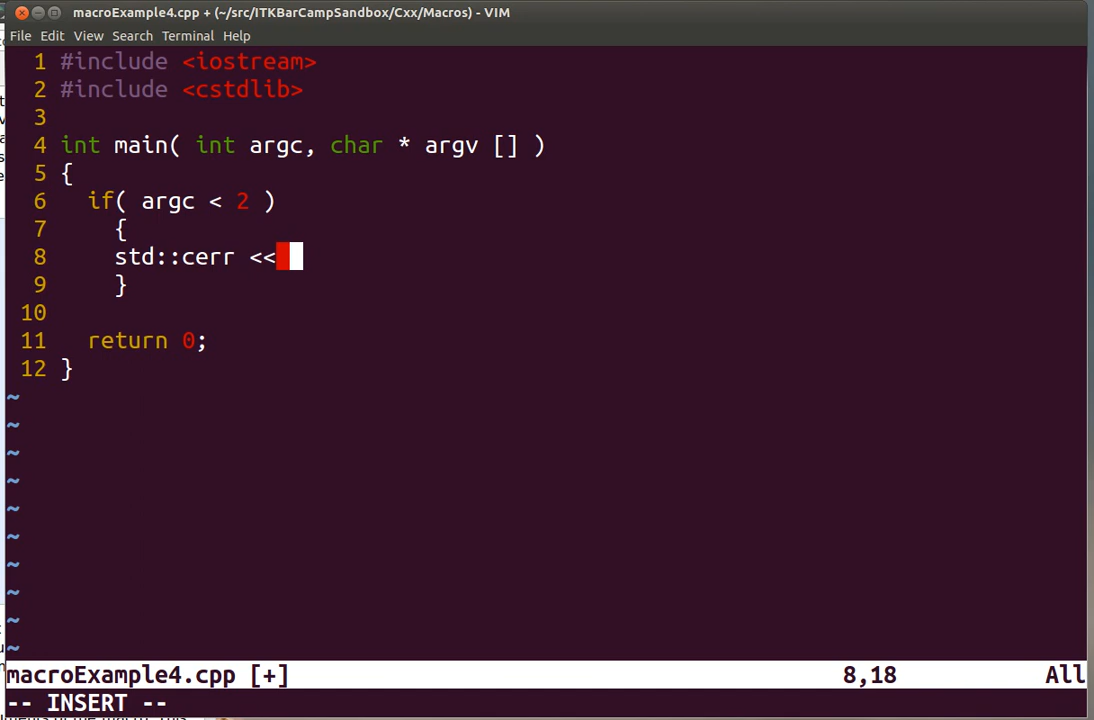 macroExample4.cpp + (~/src/ITKBarCampSandbox/Cxx/Macros) - VIM
File Edit View Search Terminal Help
1 #include <iostream>
2 #include <cstdlib>
3
4 int main( int argc, char * argv [] )
5 {
6   if( argc < 2 )
7     {
8     std::cerr <<
9     }
10
11   return 0;
12 }
~
~
~
~
~
~
~
~
~
~
macroExample4.cpp [+] 8,18 All
-- INSERT --